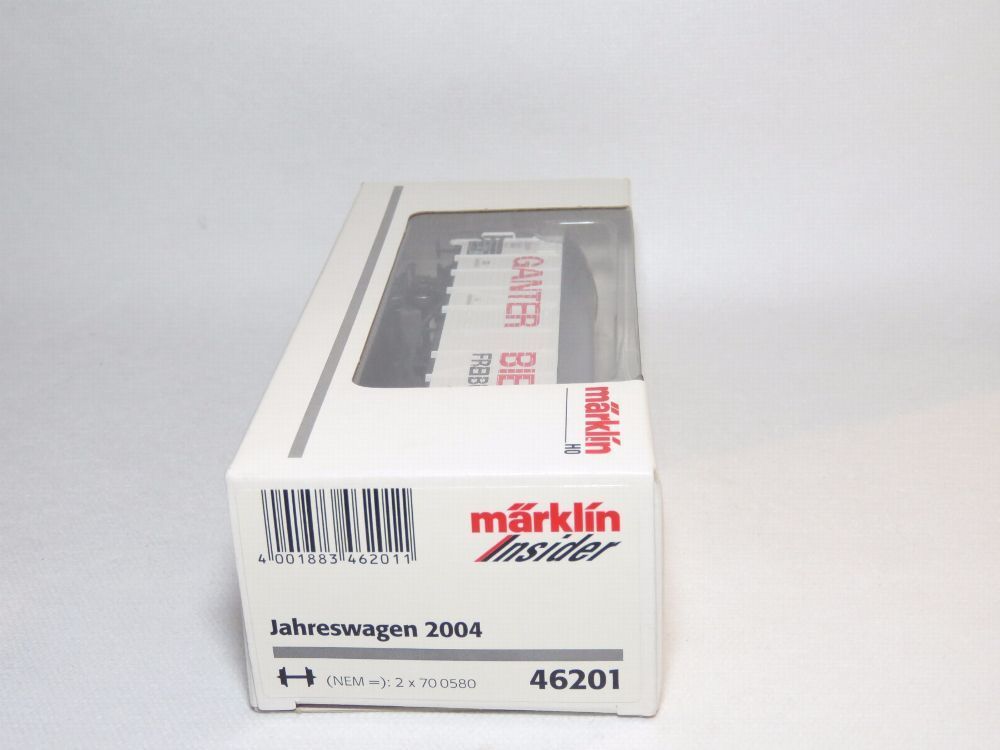 GANTER BIE
FREIB
märklin
H0
4 001883 462011
märklin
Insider
Jahreswagen 2004
(NEM =): 2 x 70 0580
46201